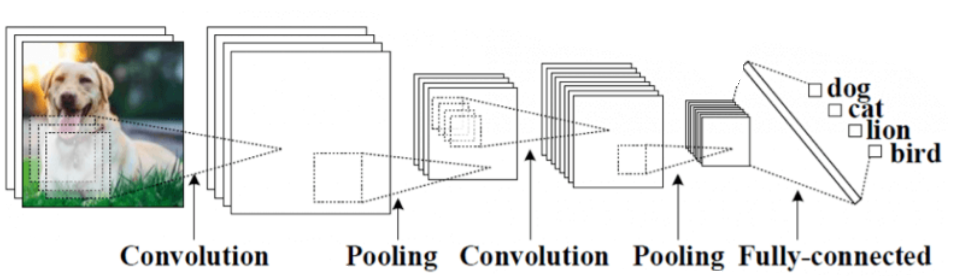 dog
cat
lion
bird
Convolution Pooling Convolution Pooling Fully-connected